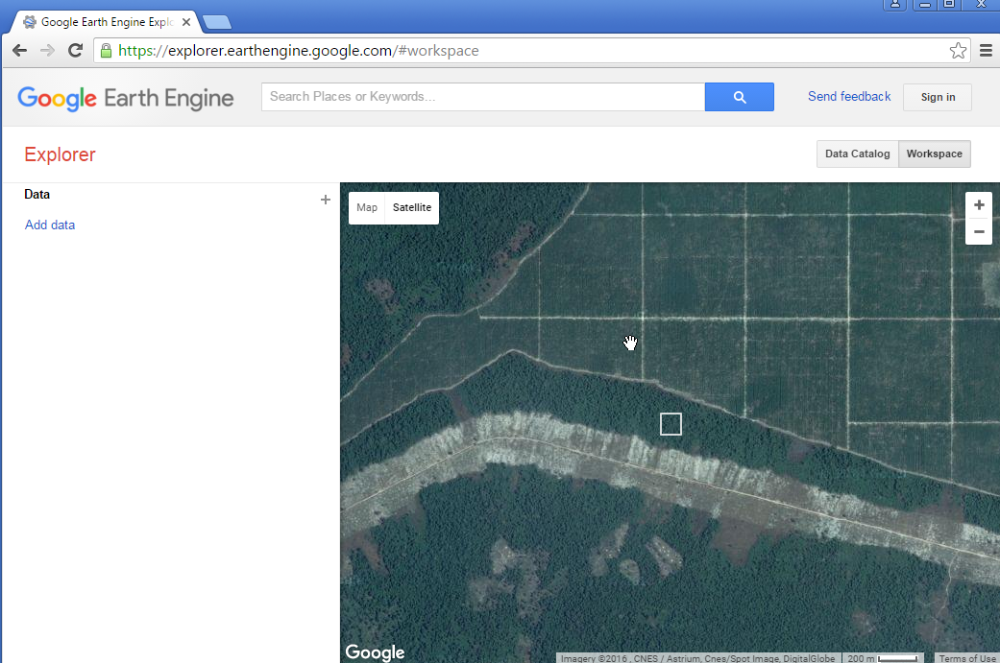 Google Earth Engine Explo
https://explorer.earthengine.google.com/#workspace
Google Earth Engine
Search Places or Keywords...
Send feedback
Sign in
Explorer
Data Catalog
Workspace
Data
Add data
Map
Satellite
Google
Imagery ©2016 , CNES / Astrium, Cnes/Spot Image, DigitalGlobe
200 m
Terms of Use